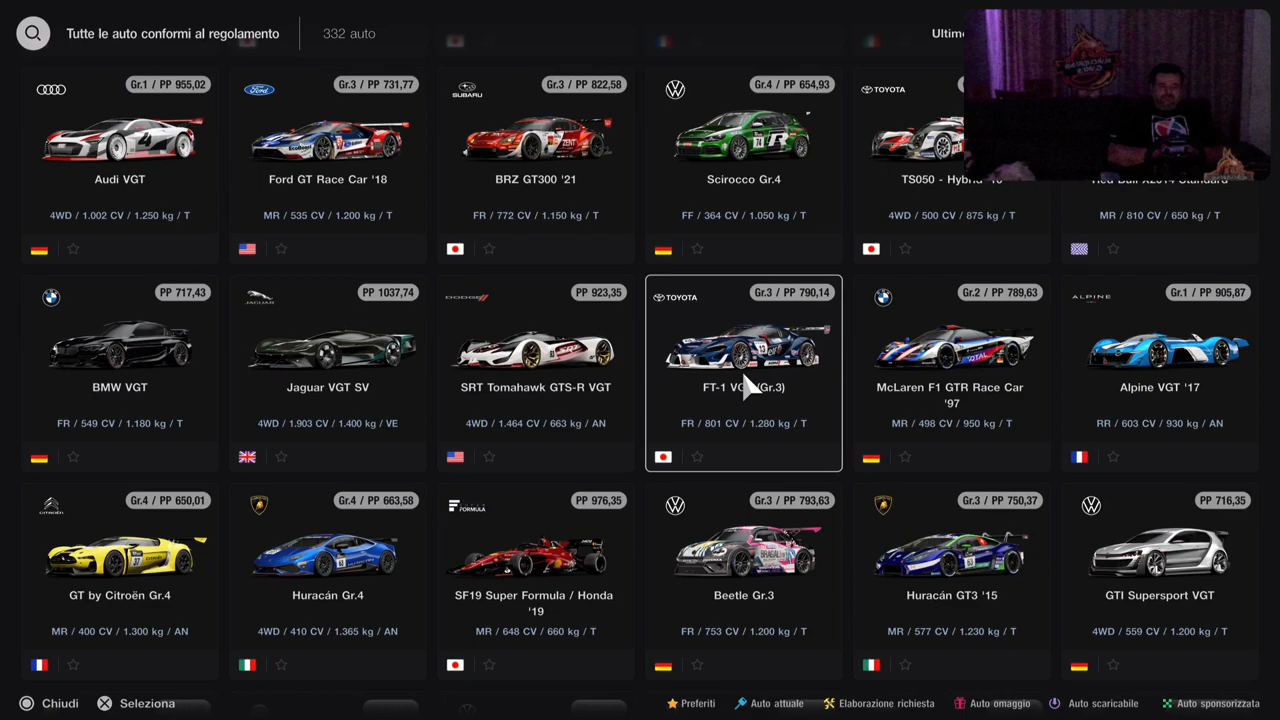 Tutte le auto conformi al regolamento
332 auto
Gr.1 / PP 955,02
Audi VGT
4WD / 1.002 CV / 1.250 kg / T
Ford
Gr.3 / PP 731,77
Ford GT Race Car '18
MR / 535 CV / 1.200 kg / T
SUBARU
Gr.3 / PP 822,58
BRZ GT300 '21
FR / 772 CV / 1.150 kg / T
Gr.4 / PP 654,93
Scirocco Gr.4
FF / 364 CV / 1.050 kg / T
TOYOTA
4WD / 500 CV / 875 kg / T
MR / 810 CV / 650 kg / T
PP 717,43
BMW VGT
FR / 549 CV / 1.180 kg / T
JAGUAR
PP 1037,74
Jaguar VGT SV
4WD / 1.903 CV / 1.400 kg / VE
DODGE
PP 923,35
SRT Tomahawk GTS-R VGT
4WD / 1.464 CV / 663 kg / AN
TOYOTA
Gr.3 / PP 790,14
FT-1 VG (Gr.3)
FR / 801 CV / 1.280 kg / T
Gr.2 / PP 789,63
McLaren F1 GTR Race Car
'97
MR / 498 CV / 950 kg / T
ALPINE
Gr.1 / PP 905,87
Alpine VGT '17
RR / 603 CV / 930 kg / AN
Gr.4 / PP 650,01
GT by Citroën Gr.4
MR / 400 CV / 1.300 kg / AN
Gr.4 / PP 663,58
Huracán Gr.4
4WD / 410 CV / 1.365 kg / AN
FORMULA
PP 976,35
SF19 Super Formula / Honda
'19
MR / 648 CV / 660 kg / T
Gr.3 / PP 793,63
Beetle Gr.3
FR / 753 CV / 1.200 kg / T
Gr.3 / PP 750,37
Huracán GT3 '15
MR / 577 CV / 1.230 kg / T
PP 716,35
GTI Supersport VGT
4WD / 559 CV / 1.200 kg / T
Chiudi
Seleziona
Preferiti
Auto attuale
Elaborazione richiesta
Auto omaggio
Auto scaricabile
Auto sponsorizzata